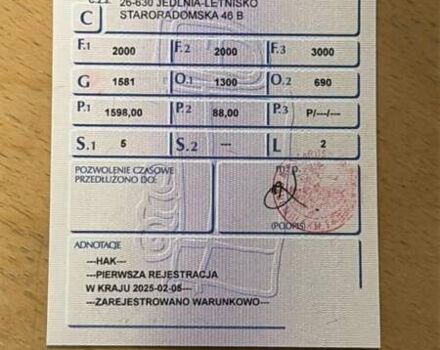 26-630 JEDLNIA-LETNISKO
C STARORADOMSKA 46 B
F.1 2000 F.2 2000 F.3 3000
G 1581 O.1 1300 O.2 690
P.1 1598,00 P.2 88,00 P.3 P/---/---
S.1 5 S.2 --- L 2
POZWOLENIE CZASOWE
PRZEDŁUŻONO DO:
(PODPIS)
ADNOTACJE
---HAK---
---PIERWSZA REJESTRACJA
W KRAJU 2025-02-05---
---ZAREJESTROWANO WARUNKOWO---